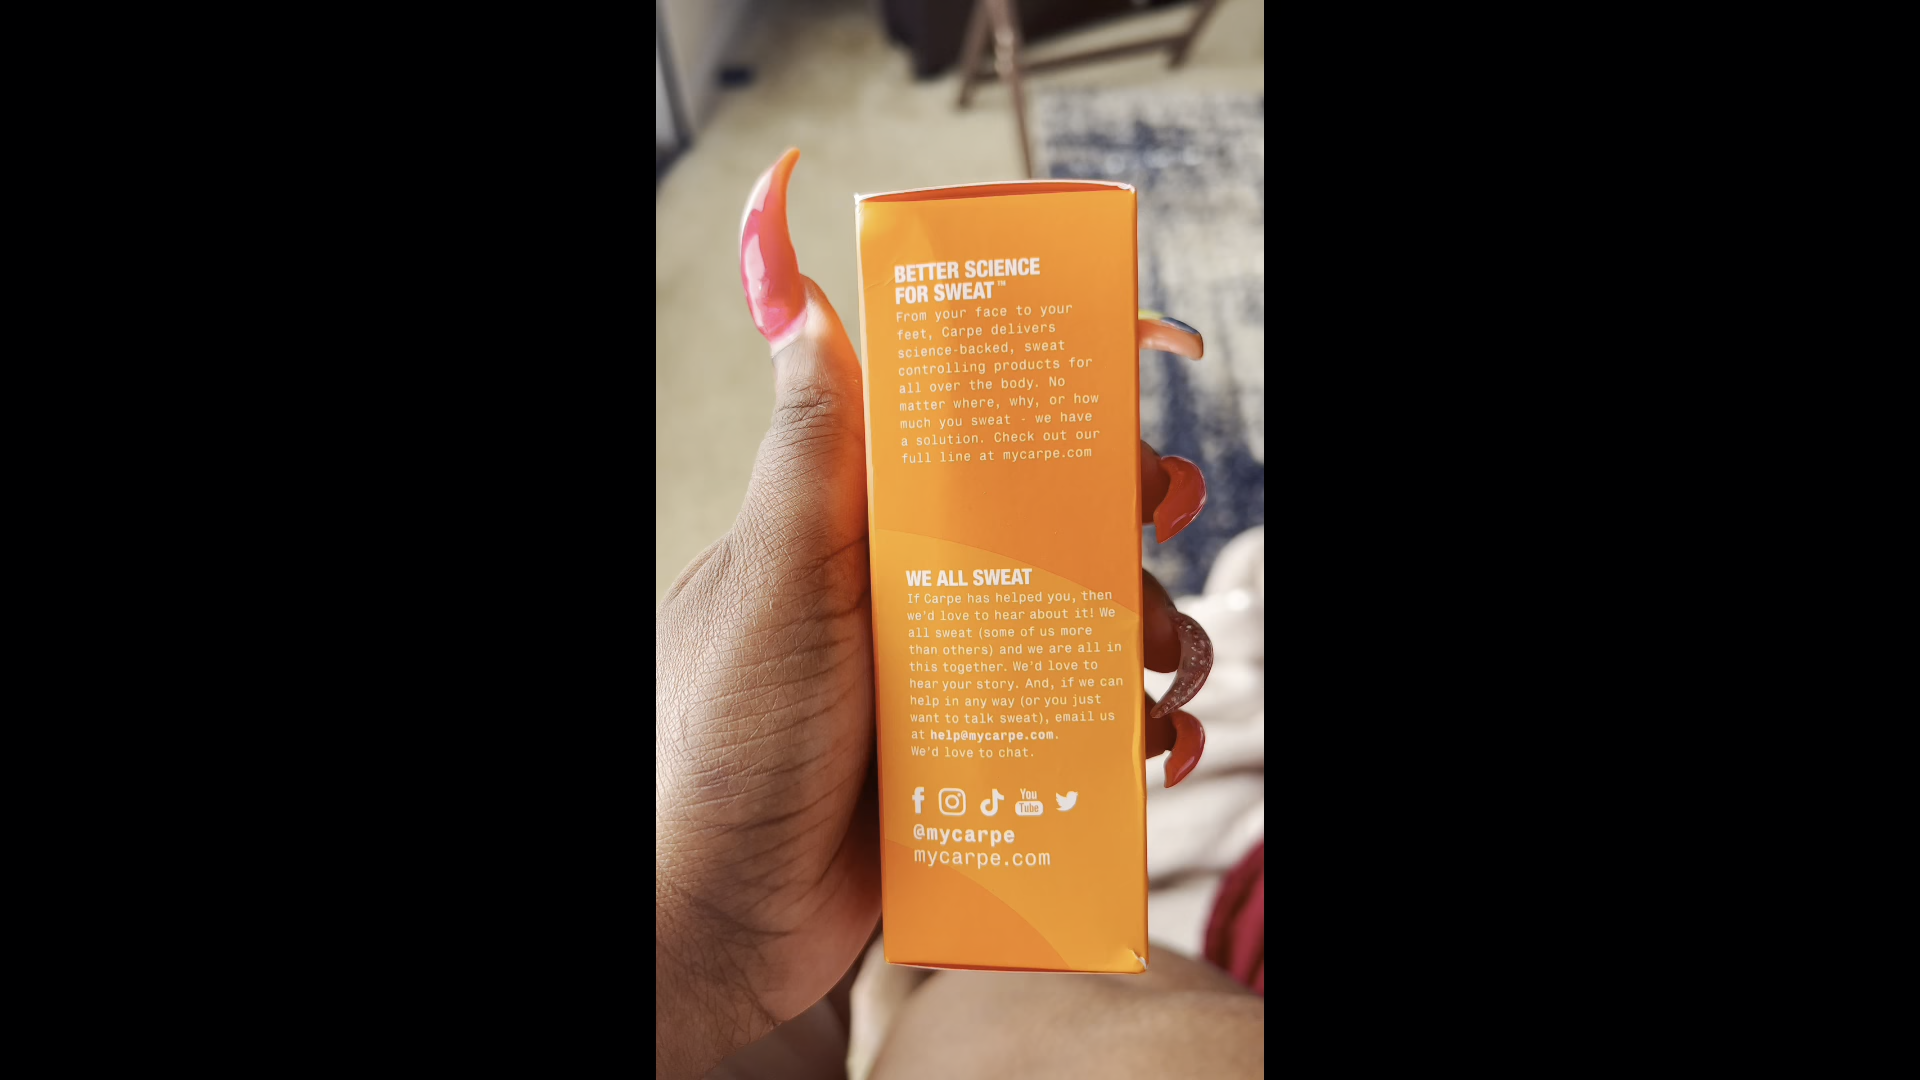 BETTER SCIENCE
FOR SWEAT™
From your face to your
feet, Carpe delivers
science-backed, sweat
controlling products for
all over the body. No
matter where, why, or how
much you sweat - we have
a solution. Check out our
full line at mycarpe.com
WE ALL SWEAT
If Carpe has helped you, then
we'd love to hear about it! We
all sweat (some of us more
than others) and we are all in
this together. We'd love to
hear your story. And, if we can
help in any way (or you just
want to talk sweat), email us
at help@mycarpe.com.
We'd love to chat.
You
Tube
@mycarpe
mycarpe.com